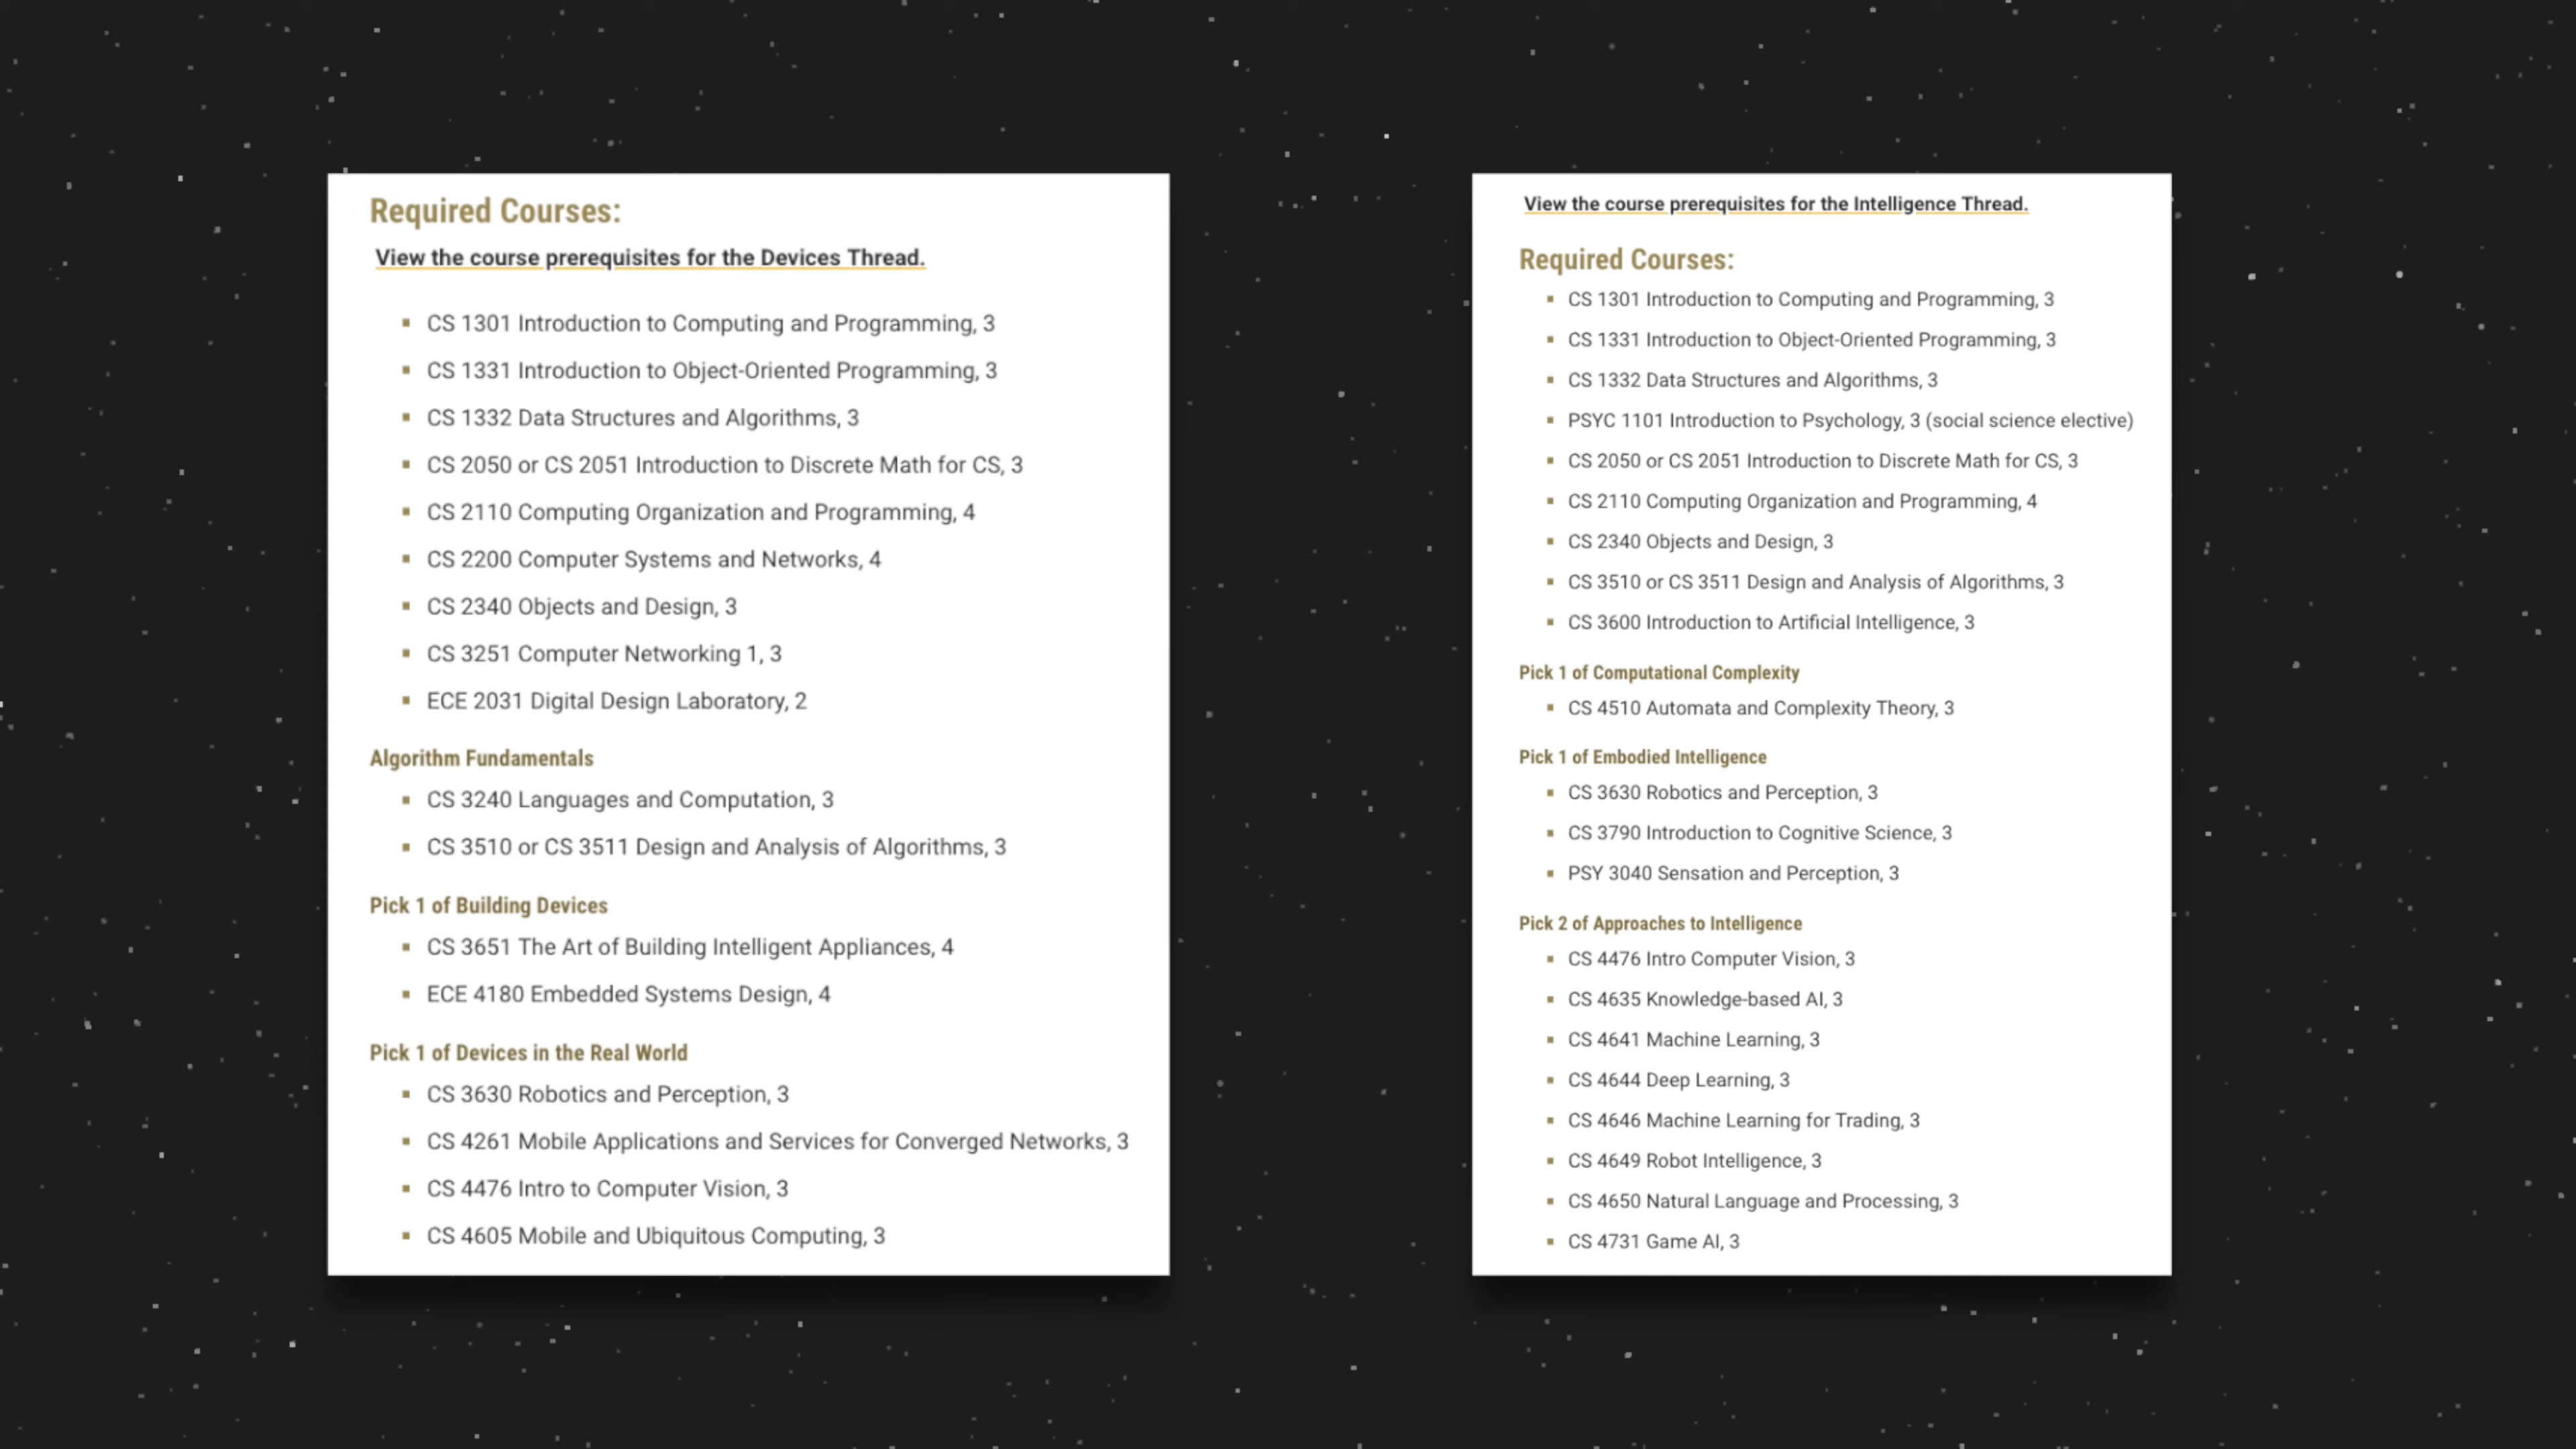 Required Courses:
View the course prerequisites for the Devices Thread.
CS 1301 Introduction to Computing and Programming, 3
CS 1331 Introduction to Object-Oriented Programming, 3
CS 1332 Data Structures and Algorithms, 3
CS 2050 or CS 2051 Introduction to Discrete Math for CS, 3
CS 2110 Computing Organization and Programming, 4
CS 2200 Computer Systems and Networks, 4
CS 2340 Objects and Design, 3
CS 3251 Computer Networking 1, 3
ECE 2031 Digital Design Laboratory, 2
Algorithm Fundamentals
CS 3240 Languages and Computation, 3
CS 3510 or CS 3511 Design and Analysis of Algorithms, 3
Pick 1 of Building Devices
CS 3651 The Art of Building Intelligent Appliances, 4
ECE 4180 Embedded Systems Design, 4
Pick 1 of Devices in the Real World
CS 3630 Robotics and Perception, 3
CS 4261 Mobile Applications and Services for Converged Networks, 3
CS 4476 Intro to Computer Vision, 3
CS 4605 Mobile and Ubiquitous Computing, 3
View the course prerequisites for the Intelligence Thread.
Required Courses:
CS 1301 Introduction to Computing and Programming, 3
CS 1331 Introduction to Object-Oriented Programming, 3
CS 1332 Data Structures and Algorithms, 3
PSYC 1101 Introduction to Psychology, 3 (social science elective)
CS 2050 or CS 2051 Introduction to Discrete Math for CS, 3
CS 2110 Computing Organization and Programming, 4
CS 2340 Objects and Design, 3
CS 3510 or CS 3511 Design and Analysis of Algorithms, 3
CS 3600 Introduction to Artificial Intelligence, 3
Pick 1 of Computational Complexity
CS 4510 Automata and Complexity Theory, 3
Pick 1 of Embodied Intelligence
CS 3630 Robotics and Perception, 3
CS 3790 Introduction to Cognitive Science, 3
PSY 3040 Sensation and Perception, 3
Pick 2 of Approaches to Intelligence
CS 4476 Intro Computer Vision, 3
CS 4635 Knowledge-based AI, 3
CS 4641 Machine Learning, 3
CS 4644 Deep Learning, 3
CS 4646 Machine Learning for Trading, 3
CS 4649 Robot Intelligence, 3
CS 4650 Natural Language and Processing, 3
CS 4731 Game AI, 3